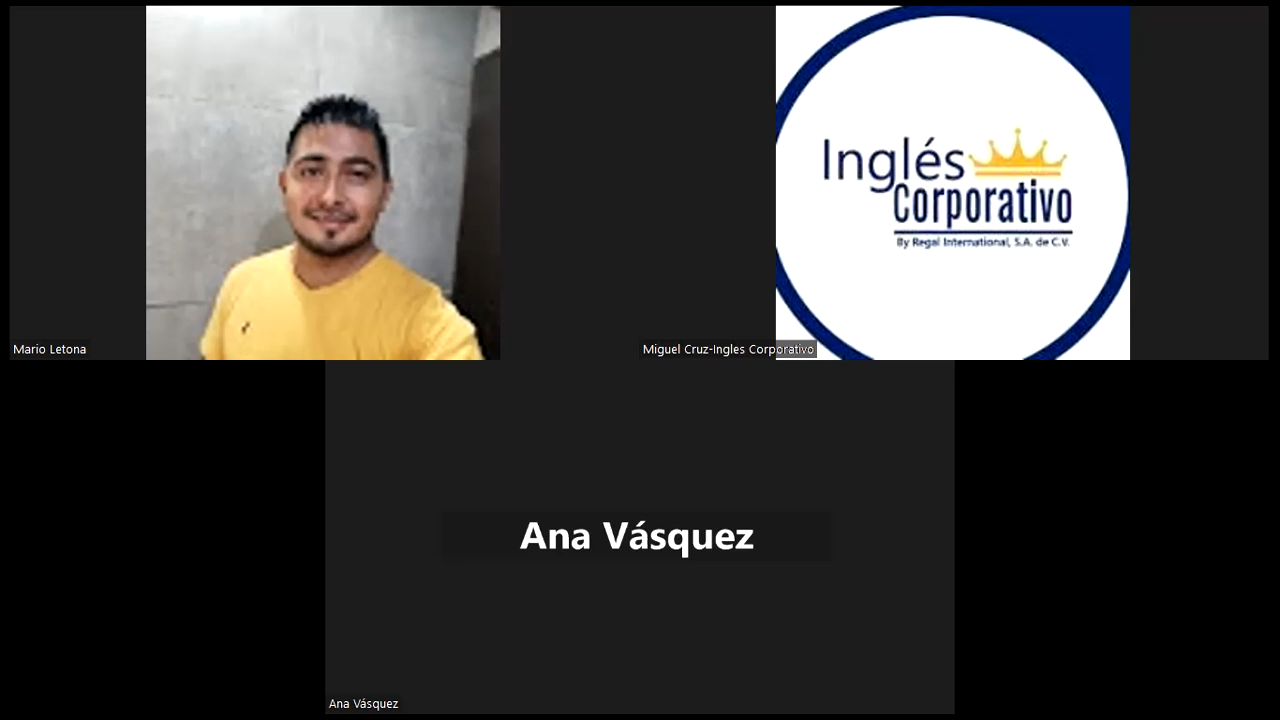 Inglés
Corporativo
By Regal International, S.A. de C.V.
Mario Letona
Miguel Cruz-Ingles Corporativo
Ana Vásquez
Ana Vásquez